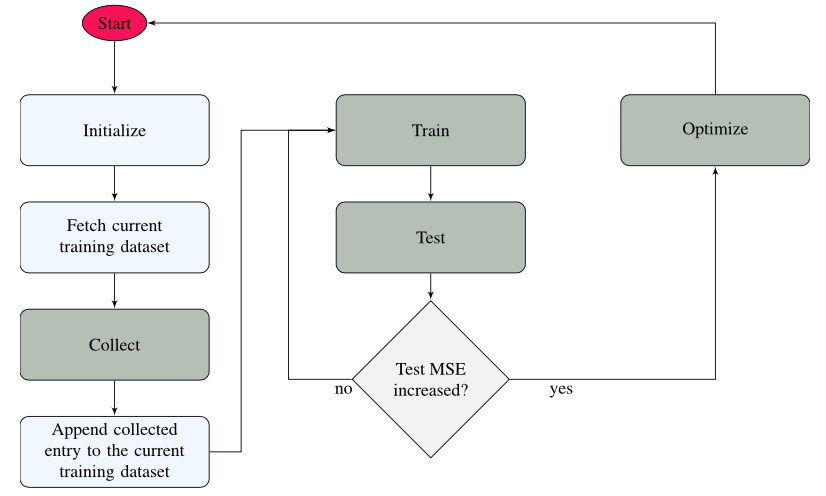 Start
Initialize
Fetch current
training dataset
Collect
Append collected
entry to the current
training dataset
Train
Test
Test MSE
increased?
no
yes
Optimize